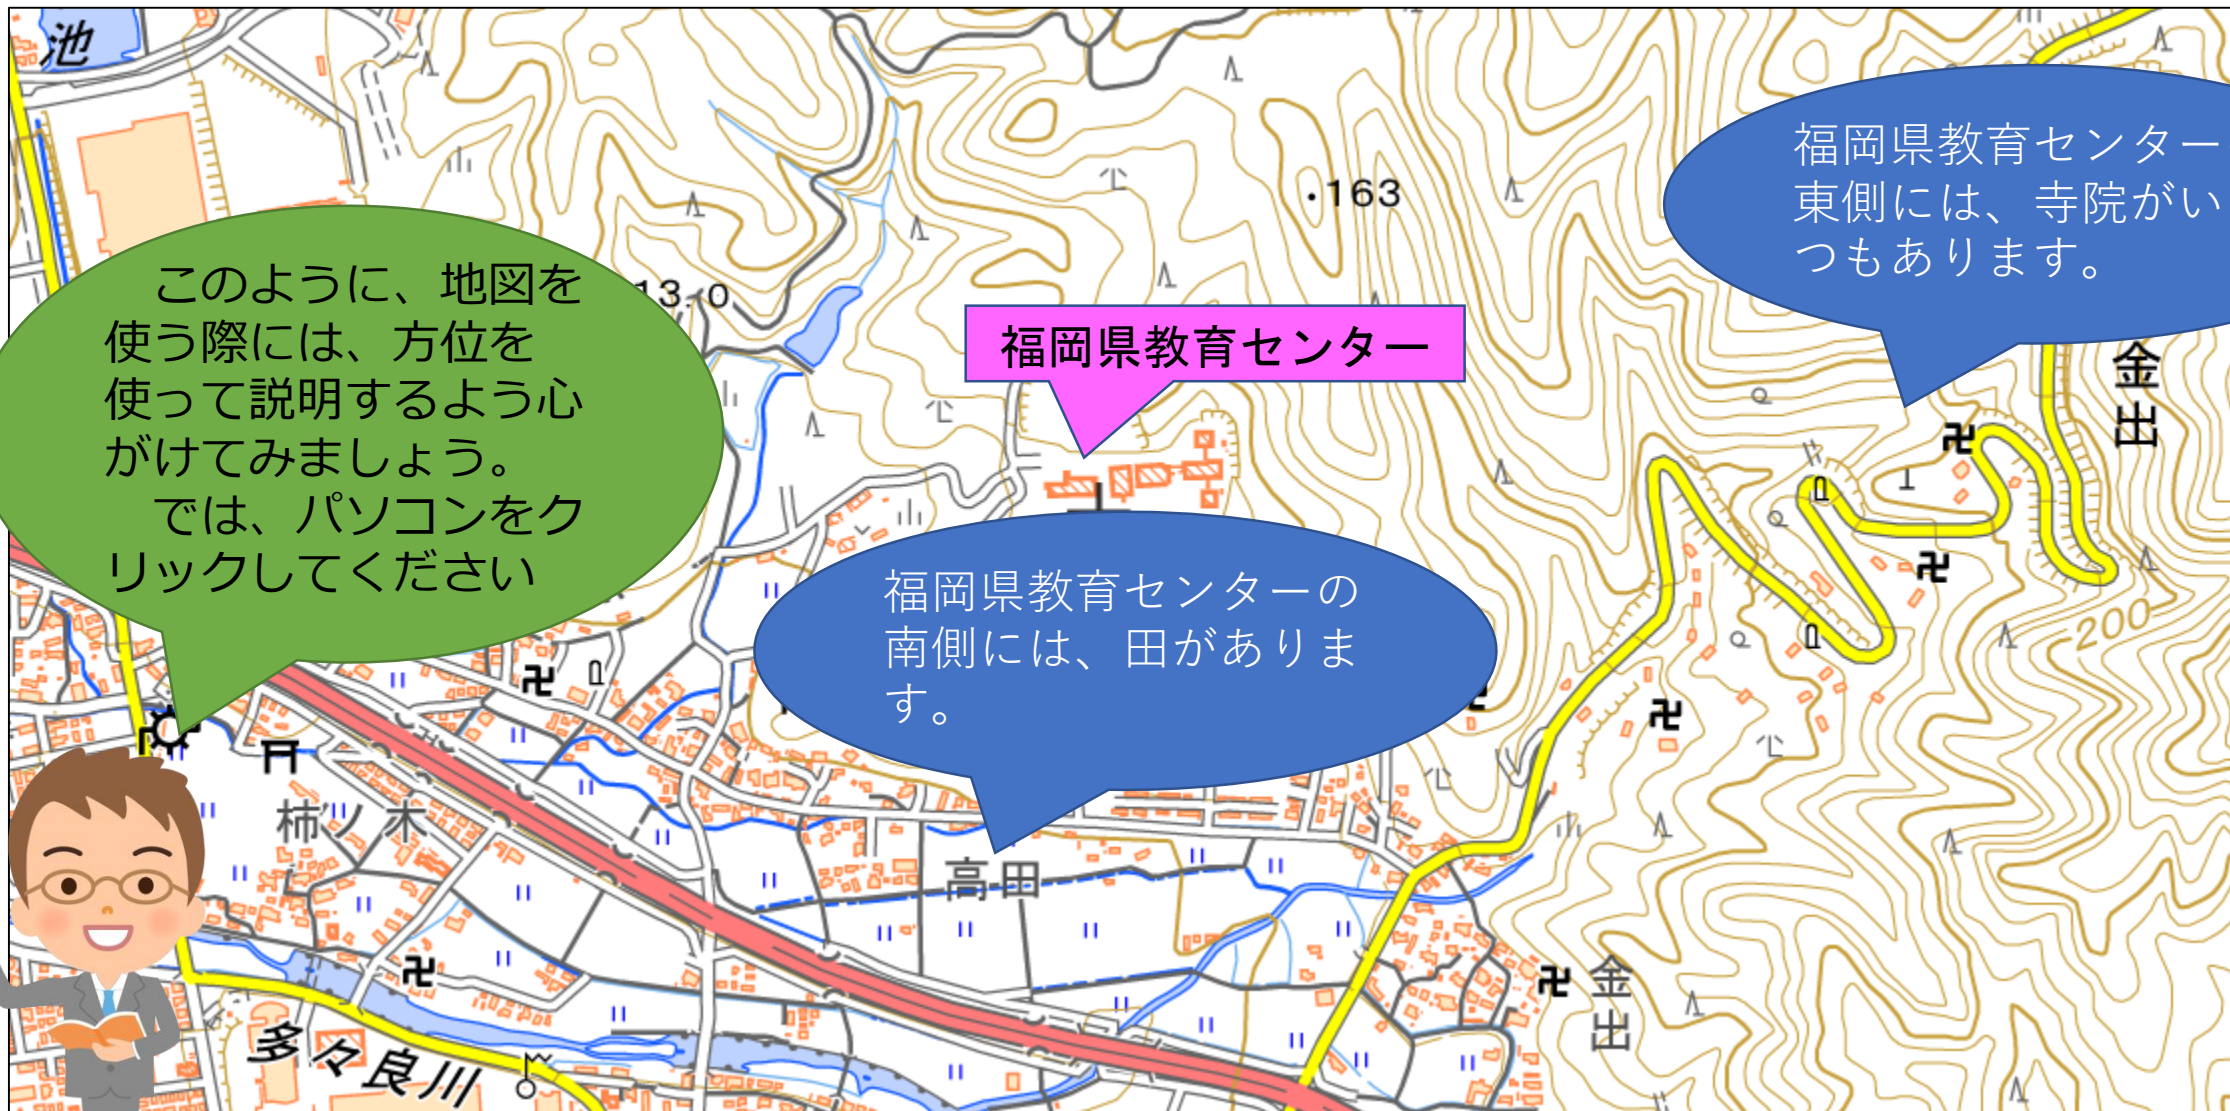 池
福岡県教育センター
東側には、寺院がい
つもあります。
このように、地図を
使う際には、方位を
使って説明するよう心
がけてみましょう。
では、パソコンをク
リックしてください
・163
13.0
福岡県教育センター
金出
福岡県教育センターの
南側には、田がありま
す。
200
柿ノ木
高田
金出
多々良川